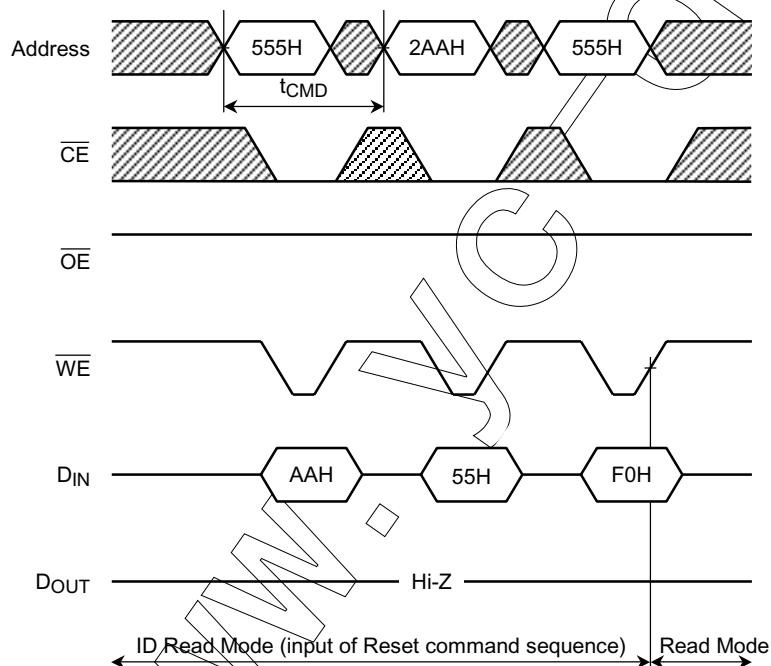 Address 555H 2AAH 555H
tCMD
CE
OE
WE
DIN AAH 55H F0H
DOUT Hi-Z
ID Read Mode (input of Reset command sequence) Read Mode